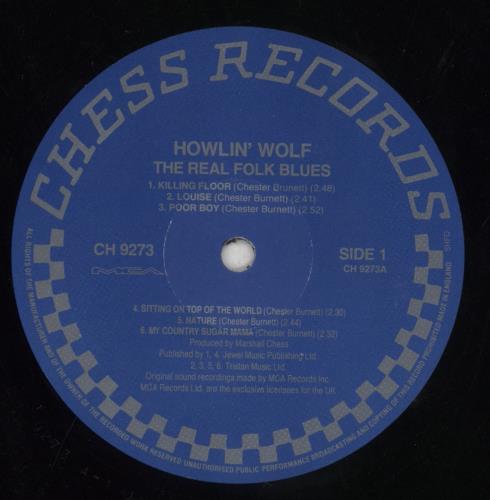 CHESS RECORDS
HOWLIN' WOLF
THE REAL FOLK BLUES
1. KILLING FLOOR (Chester Brunett) (2.48)
2. LOUISE (Chester Burnett) (2.41)
3. POOR BOY (Chester Burnett) (2.52)
CH 9273
MCA
SIDE 1
CH 9273A
4. SITTING ON TOP OF THE WORLD (Chester Burnett) (2.30)
5. NATURE (Chester Burnett) (2.44)
6. MY COUNTRY SUGAR MAMA (Chester Burnett) (2.32)
Produced by Marshall Chess
Published by 1, 4, Jewel Music Publishing Ltd
2, 3, 5, 6: Tristan Music Ltd.
Original sound recordings made by MCA Records Inc.
MCA Records Ltd. are the exclusive licensees for the UK
ALL RIGHTS OF THE MANUFACTURER AND OF THE OWNER OF THE RECORDED WORK RESERVED UNAUTHORISED PUBLIC PERFORMANCE BROADCASTING AND COPYING OF THIS RECORD PROHIBITED MADE IN ENGLAND